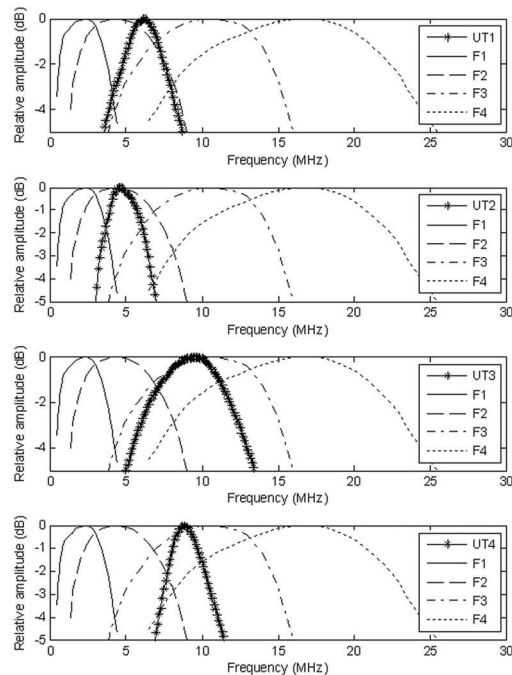 Relative amplitude (dB)
0
-2
-4
0 5 10 15 20 25 30
Frequency (MHz)
UT1
F1
F2
F3
F4
Relative amplitude (dB)
0
-1
-2
-3
-4
-5
0 5 10 15 20 25 30
Frequency (MHz)
UT2
F1
F2
F3
F4
Relative amplitude (dB)
0
-2
-4
0 5 10 15 20 25 30
Frequency (MHz)
UT3
F1
F2
F3
F4
Relative amplitude (dB)
0
-1
-2
-3
-4
-5
0 5 10 15 20 25 30
Frequency (MHz)
UT4
F1
F2
F3
F4